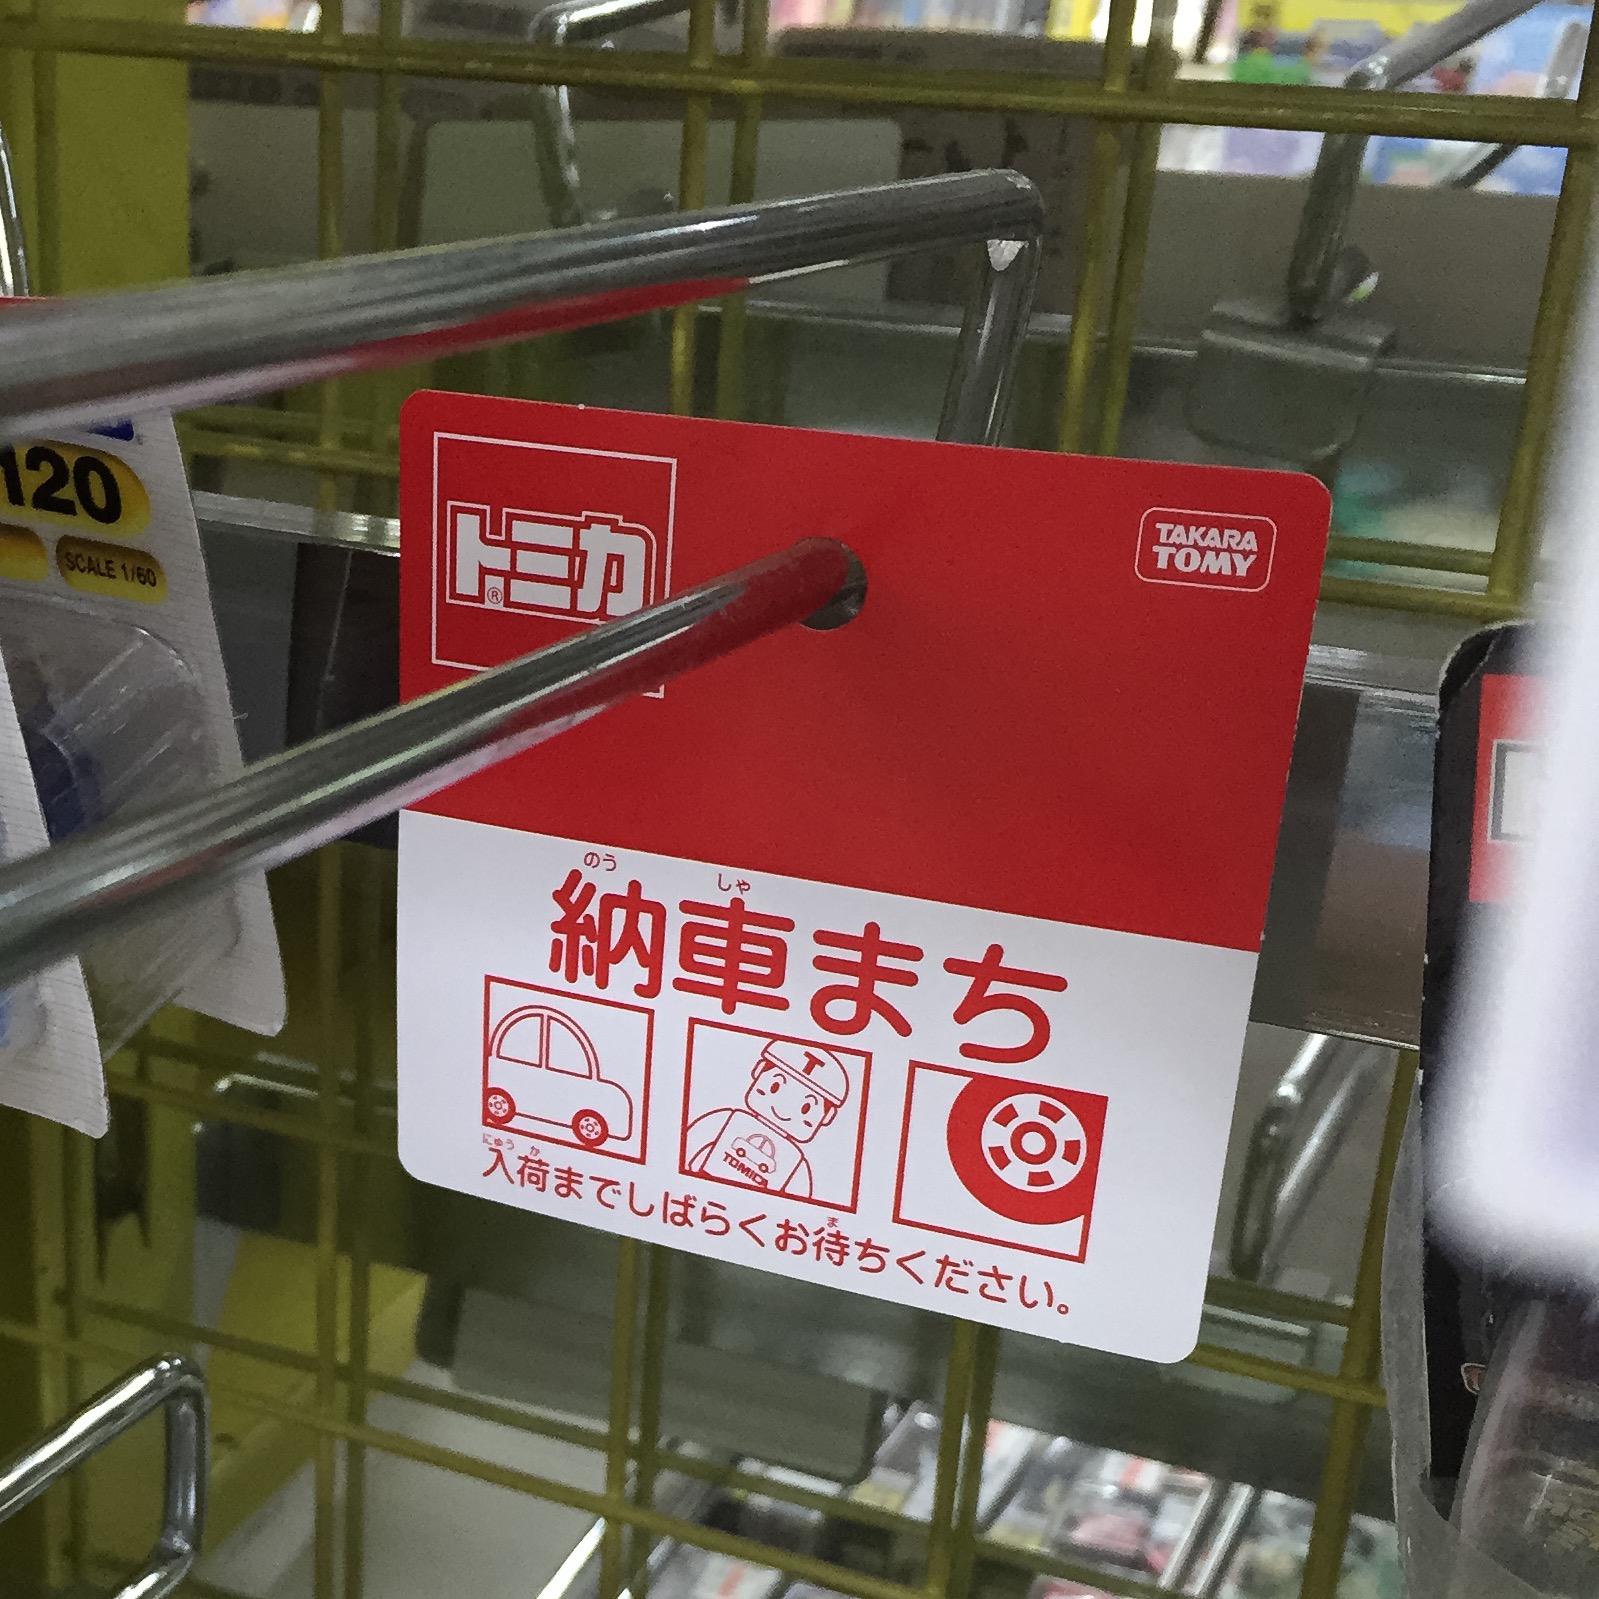 120
SCALE 1/60
トミカ®
TAKARA
TOMY
のう しゃ
納車まち
T
TOMICA
にゅう か
入荷までしばらくお待ちください。
ま